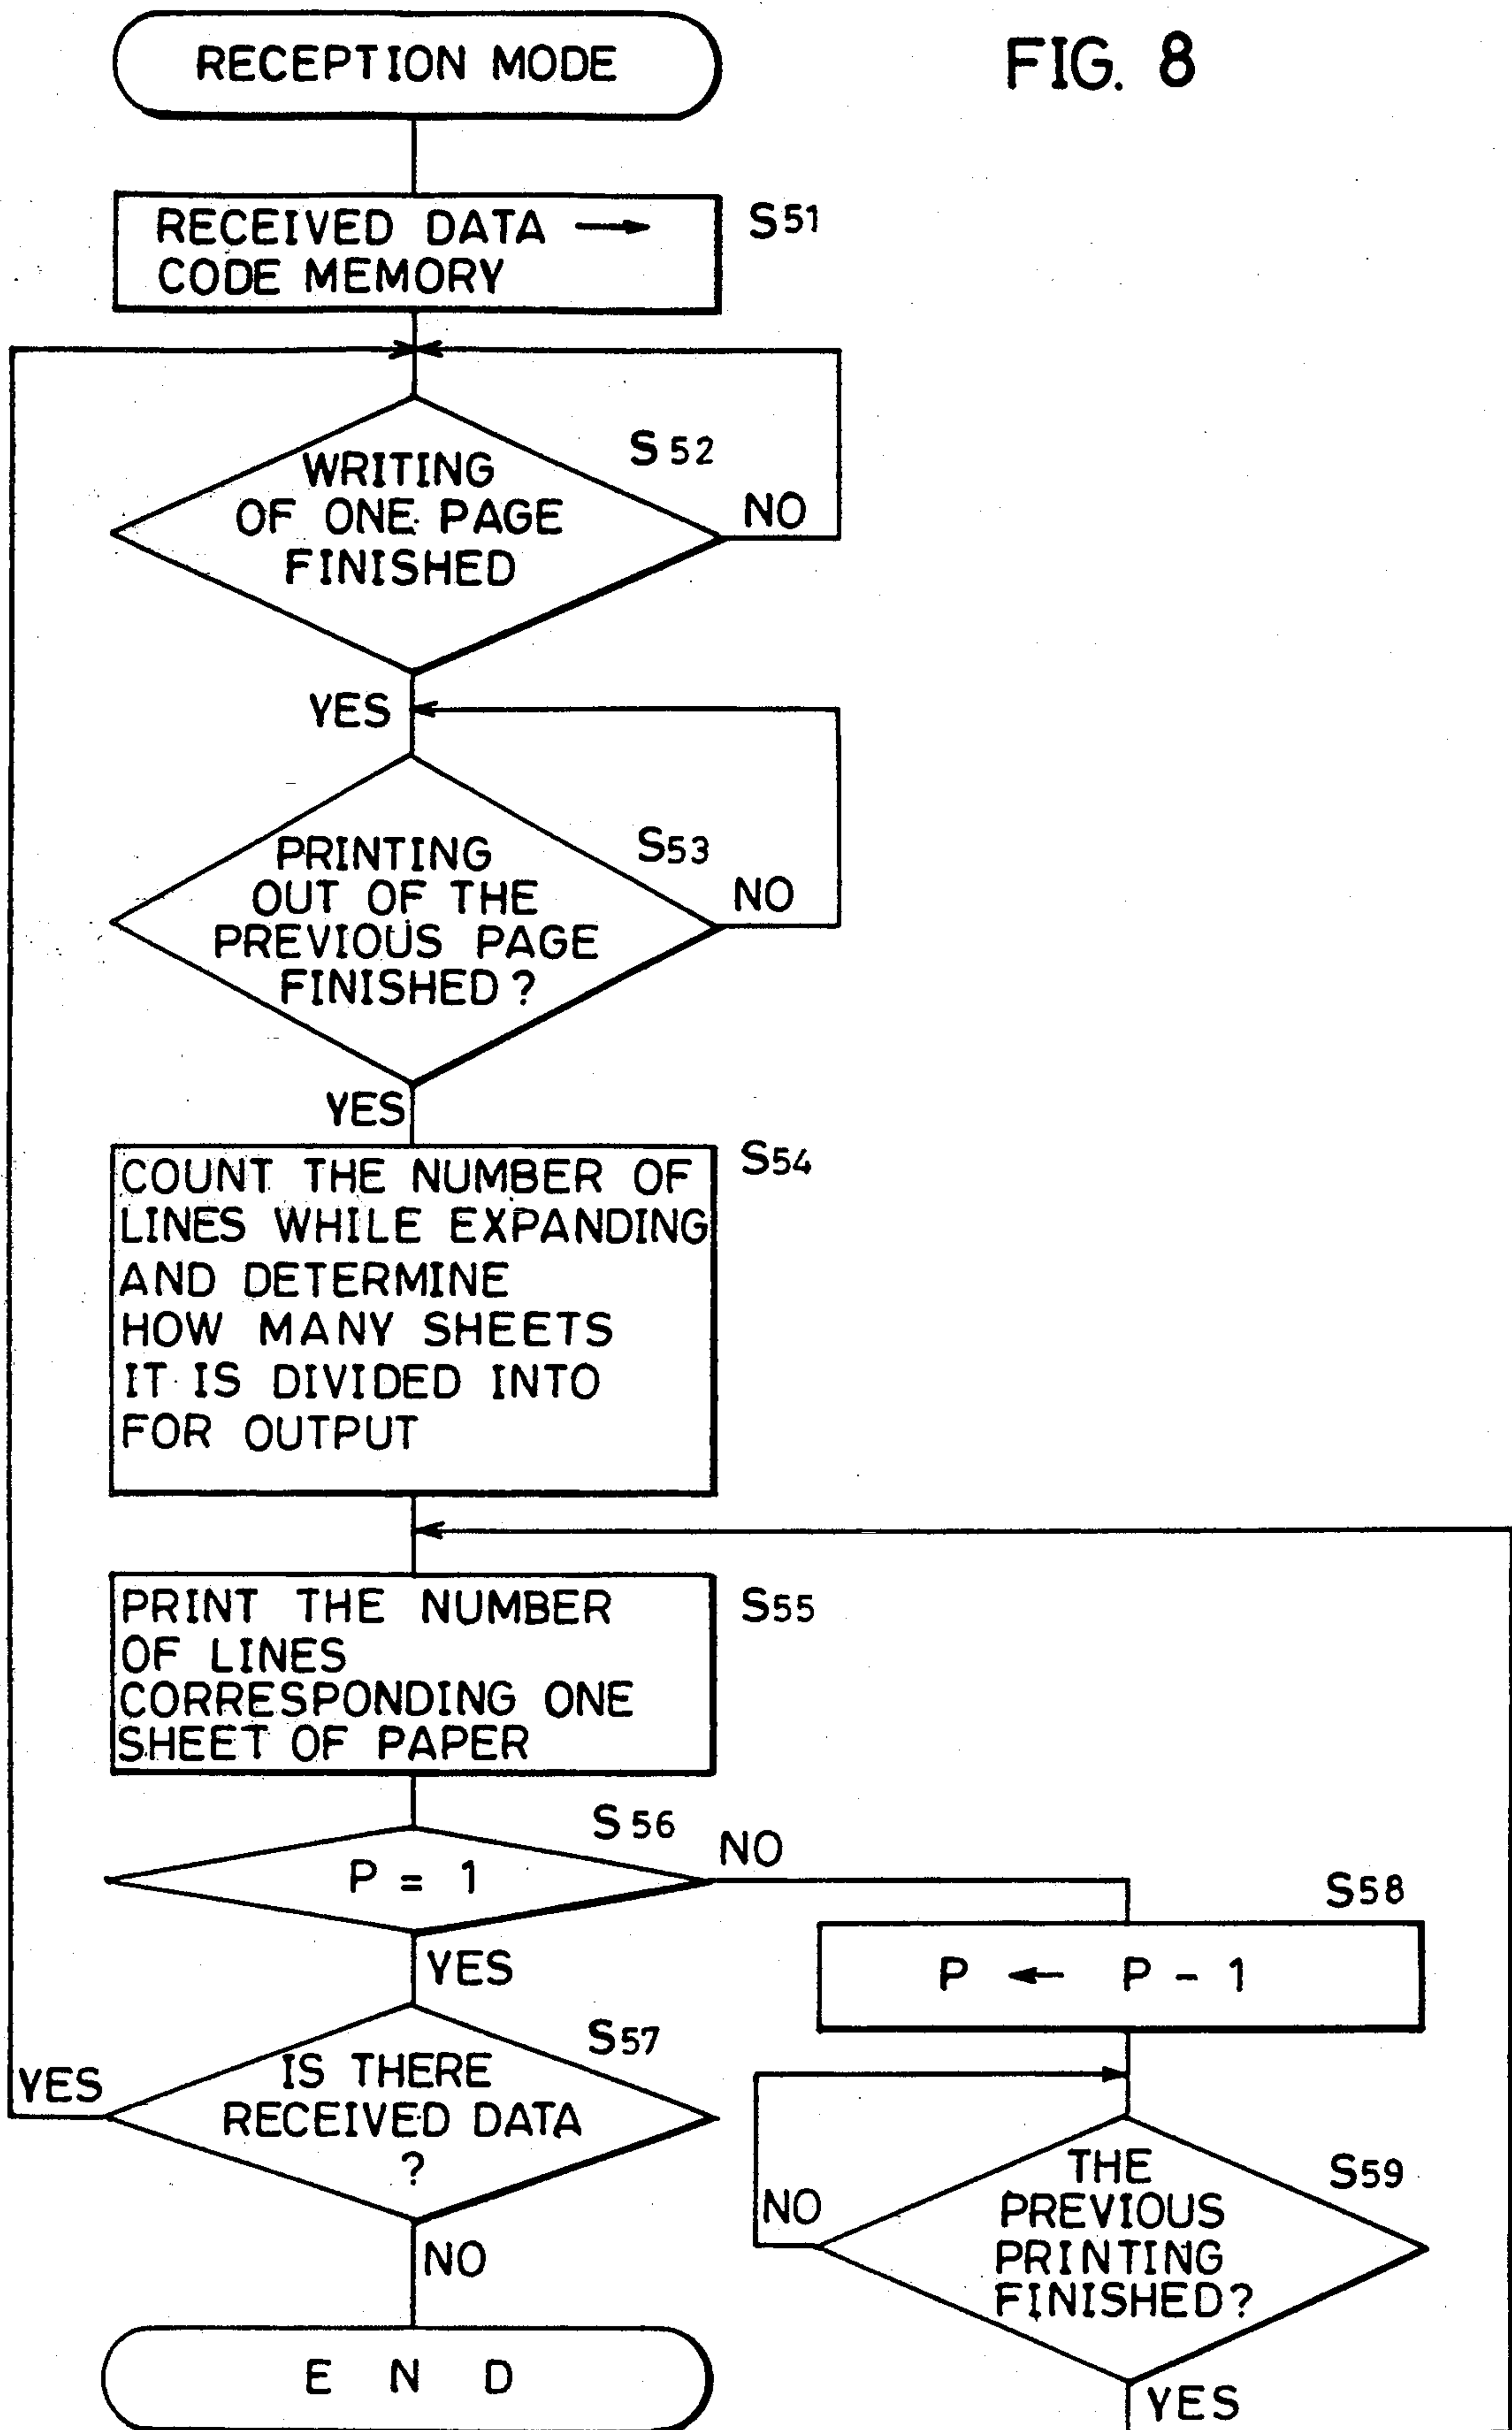 FIG. 8
RECEPTION MODE
RECEIVED DATA →
CODE MEMORY
S51
WRITING
OF ONE PAGE
FINISHED
S52
NO
YES
PRINTING
OUT OF THE
PREVIOUS PAGE
FINISHED?
S53
NO
YES
COUNT THE NUMBER OF
LINES WHILE EXPANDING
AND DETERMINE
HOW MANY SHEETS
IT IS DIVIDED INTO
FOR OUTPUT
S54
PRINT THE NUMBER
OF LINES
CORRESPONDING ONE
SHEET OF PAPER
S55
P = 1
S56
NO
YES
S58
P ← P - 1
IS THERE
RECEIVED DATA
?
S57
YES
NO
THE
PREVIOUS
PRINTING
FINISHED?
S59
NO
YES
END